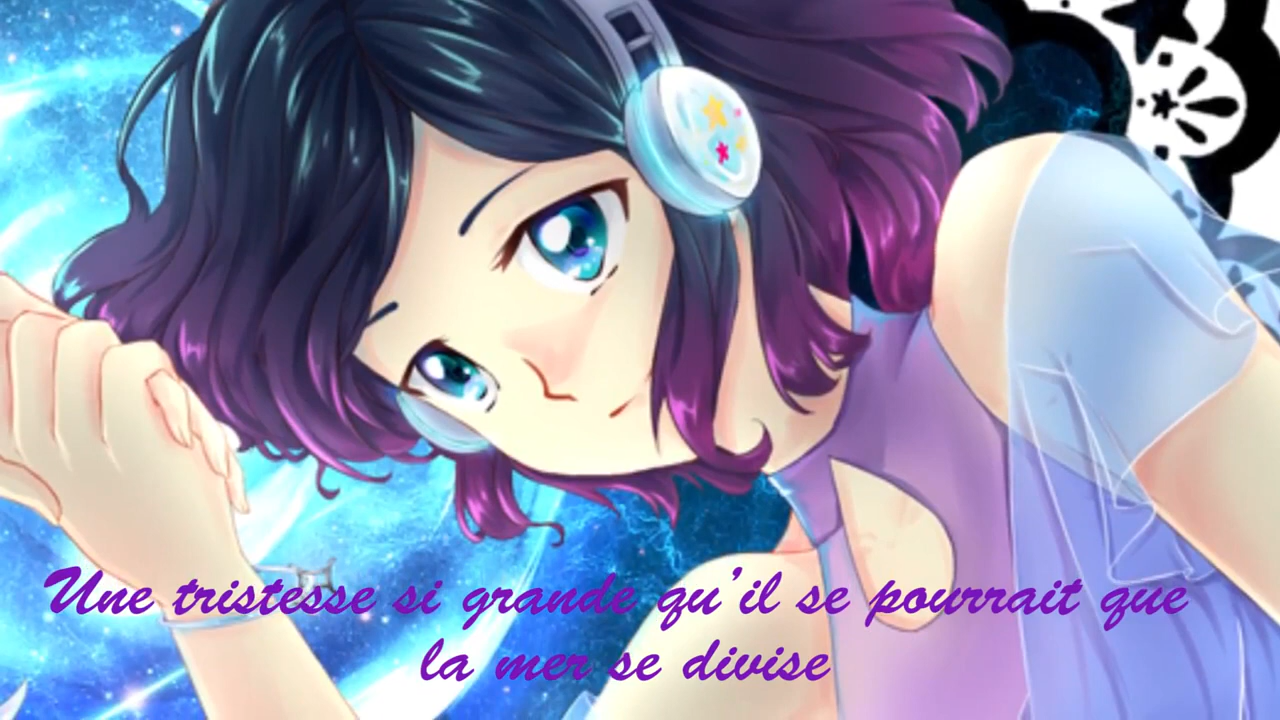 Une tristesse si grande qu'il se pourrait que
la mer se divise